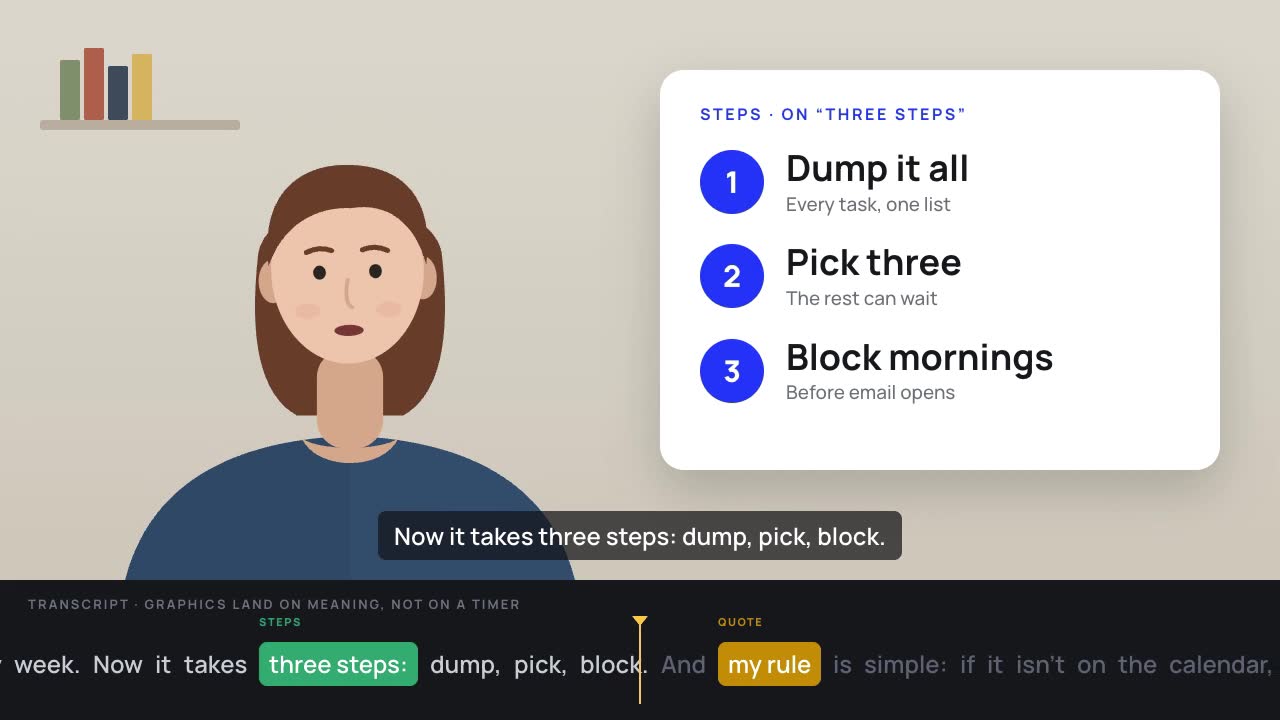 STEPS · ON “THREE STEPS”
1
Dump it all
Every task, one list
2
Pick three
The rest can wait
3
Block mornings
Before email opens
Now it takes three steps: dump, pick, block.
TRANSCRIPT · GRAPHICS LAND ON MEANING, NOT ON A TIMER
STEPS
QUOTE
week. Now it takes three steps: dump, pick, block. And my rule is simple: if it isn’t on the calendar,